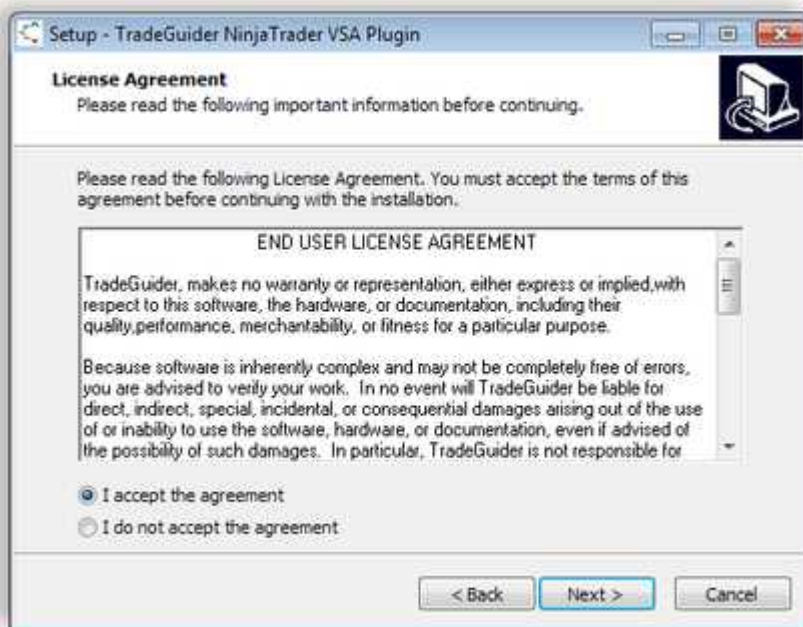 Setup - TradeGuider NinjaTrader VSA Plugin
License Agreement
Please read the following important information before continuing.
Please read the following License Agreement. You must accept the terms of this
agreement before continuing with the installation.
END USER LICENSE AGREEMENT
TradeGuider, makes no warranty or representation, either express or implied,with
respect to this software, the hardware, or documentation, including their
quality,performance, merchantability, or fitness for a particular purpose.
Because software is inherently complex and may not be completely free of errors,
you are advised to verify your work. In no event will TradeGuider be liable for
direct, indirect, special, incidental, or consequential damages arising out of the use
of or inability to use the software, hardware, or documentation, even if advised of
the possibility of such damages. In particular, TradeGuider is not responsible for
I accept the agreement
I do not accept the agreement
< Back Next > Cancel